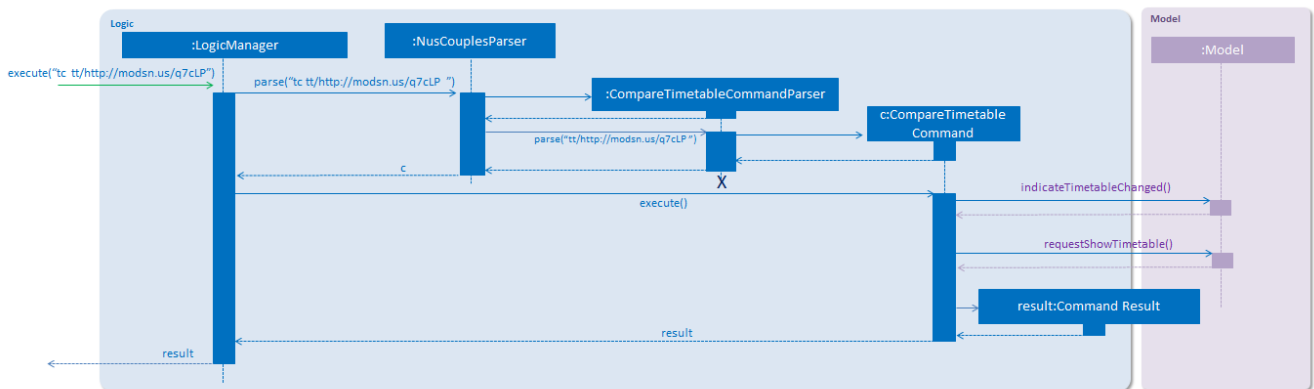 Logic
Model
:LogicManager
:NusCouplesParser
:Model
execute(“tc tt/http://modsn.us/q7cLP”)
parse(“tc tt/http://modsn.us/q7cLP ”)
:CompareTimetableCommandParser
c:CompareTimetable
Command
parse(“tt/http://modsn.us/q7cLP ”)
c
X
indicateTimetableChanged()
execute()
requestShowTimetable()
result:Command Result
result
result